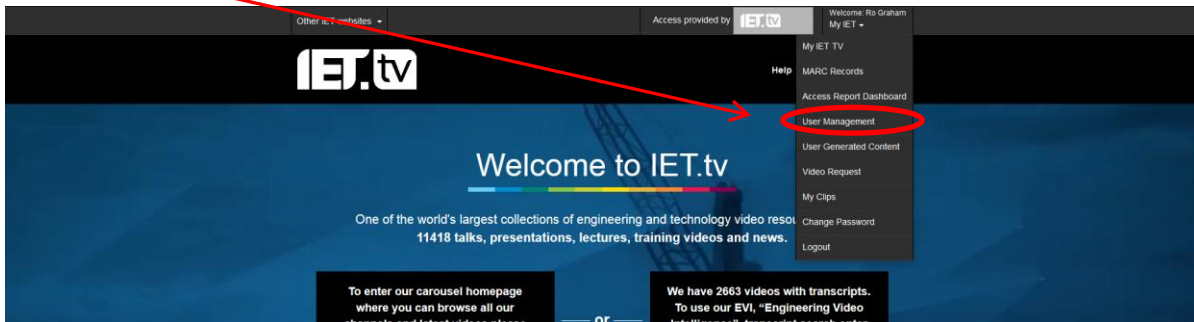 Other IET websites
Access provided by IET.tv
Welcome: Ro Graham
My IET
IET.tv
Help
My IET TV
MARC Records
Access Report Dashboard
User Management
User Generated Content
Video Request
My Clips
Change Password
Logout
Welcome to IET.tv
One of the world's largest collections of engineering and technology video
11418 talks, presentations, lectures, training videos and news.
To enter our carousel homepage
where you can browse all our
or
We have 2663 videos with transcripts.
To use our EVI, “Engineering Video